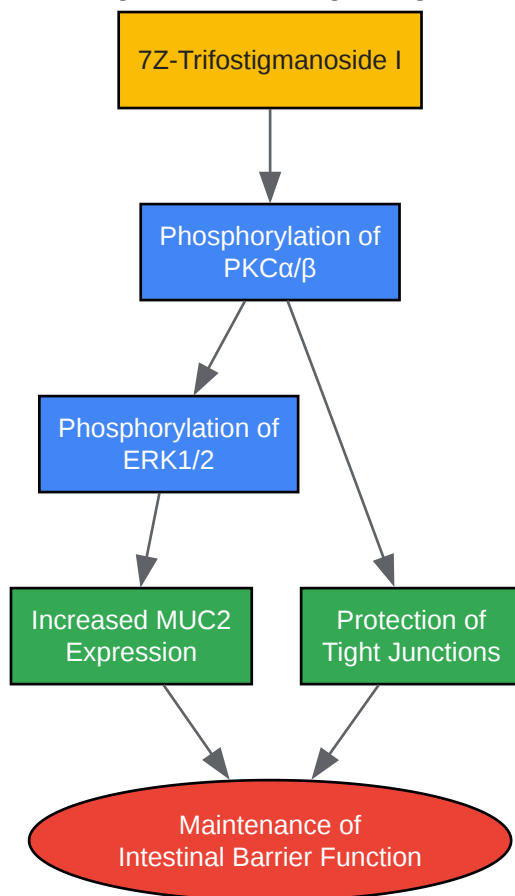 7Z-Trifostigmanoside I
Phosphorylation of
PKCα/β
Phosphorylation of
ERK1/2
Increased MUC2
Expression
Protection of
Tight Junctions
Maintenance of
Intestinal Barrier Function